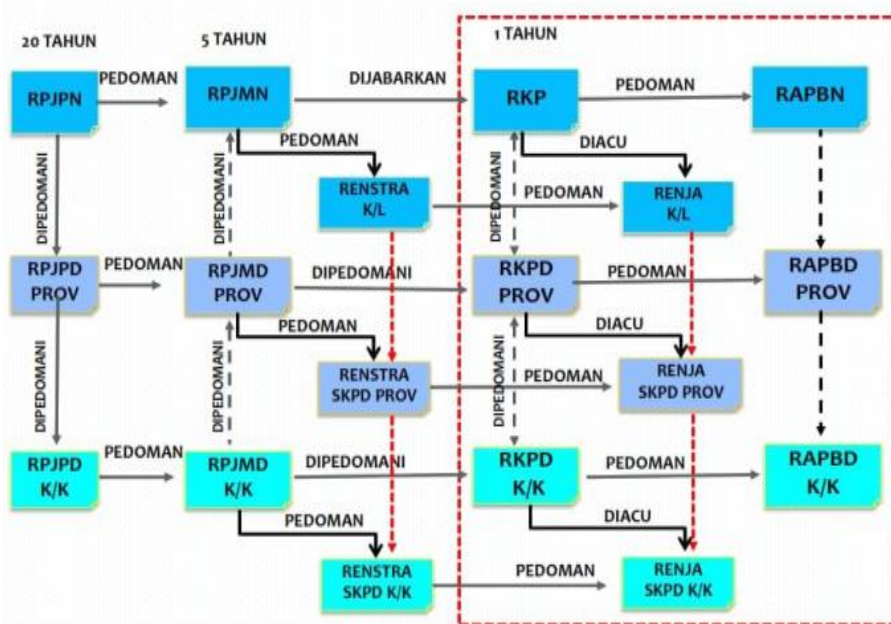 20 TAHUN
5 TAHUN
1 TAHUN
RPJPN
PEDOMAN
RPJMN
DIJABARKAN
RKP
PEDOMAN
RAPBN
DIPEDOMANI
DIPEDOMANI
PEDOMAN
RENSTRA
K/L
PEDOMAN
DIPEDOMANI
DIACU
RENJA
K/L
RPJPD
PROV
PEDOMAN
RPJMD
PROV
DIPEDOMANI
RKPD
PROV
PEDOMAN
RAPBD
PROV
DIPEDOMANI
DIPEDOMANI
PEDOMAN
RENSTRA
SKPD PROV
PEDOMAN
DIPEDOMANI
DIACU
RENJA
SKPD PROV
RPJPD
K/K
PEDOMAN
RPJMD
K/K
DIPEDOMANI
RKPD
K/K
PEDOMAN
RAPBD
K/K
PEDOMAN
RENSTRA
SKPD K/K
PEDOMAN
DIACU
RENJA
SKPD K/K